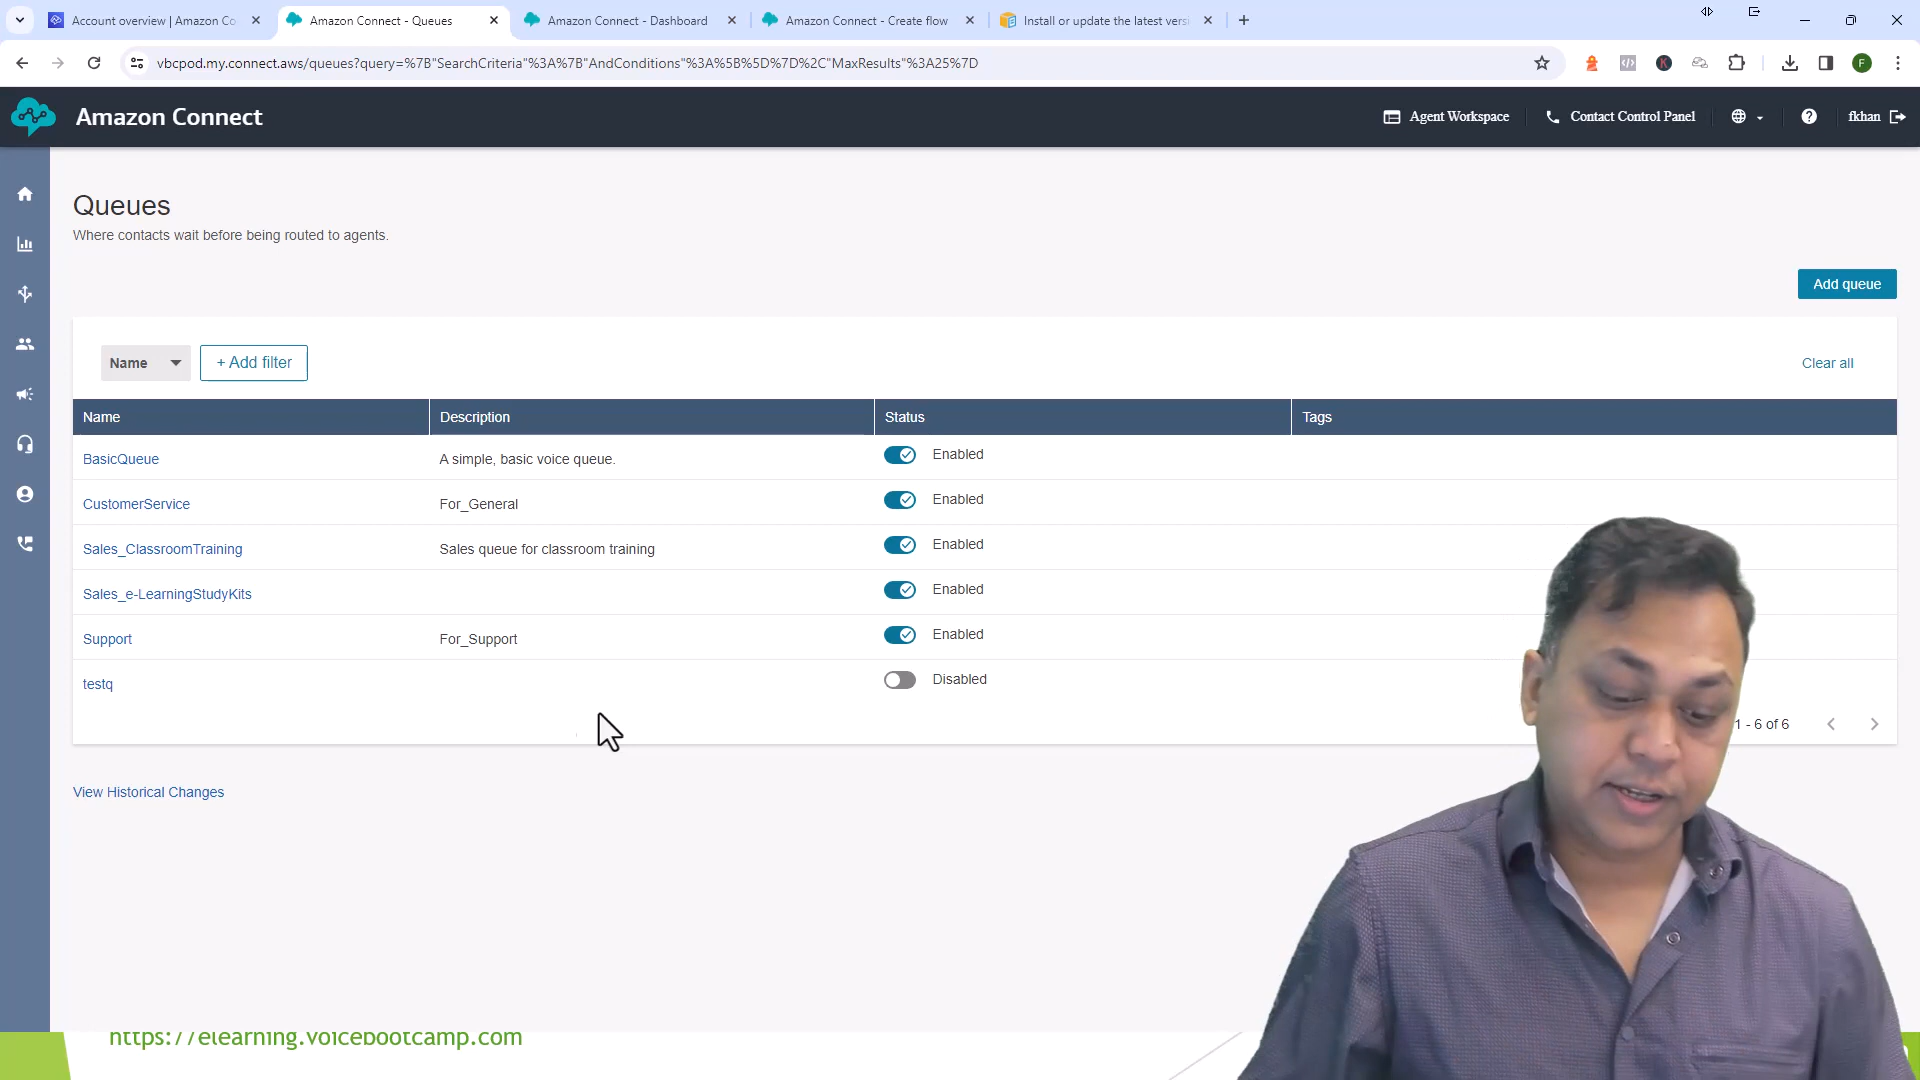 Account overview | Amazon Co
Amazon Connect - Queues
Amazon Connect - Dashboard
Amazon Connect - Create flow
Install or update the latest versi
vbcpod.my.connect.aws/queues?query=%7B"SearchCriteria"%3A%7B"AndConditions"%3A%5B%5D%7D%2C"MaxResults"%3A25%7D
K
F
Amazon Connect
Agent Workspace
Contact Control Panel
fkhan
Queues
Where contacts wait before being routed to agents.
Add queue
Name
+ Add filter
Clear all
Name Description Status Tags
BasicQueue A simple, basic voice queue. Enabled
CustomerService For_General Enabled
Sales_ClassroomTraining Sales queue for classroom training Enabled
Sales_e-LearningStudyKits Enabled
Support For_Support Enabled
testq Disabled
1 - 6 of 6
View Historical Changes
https://elearning.voicebootcamp.com